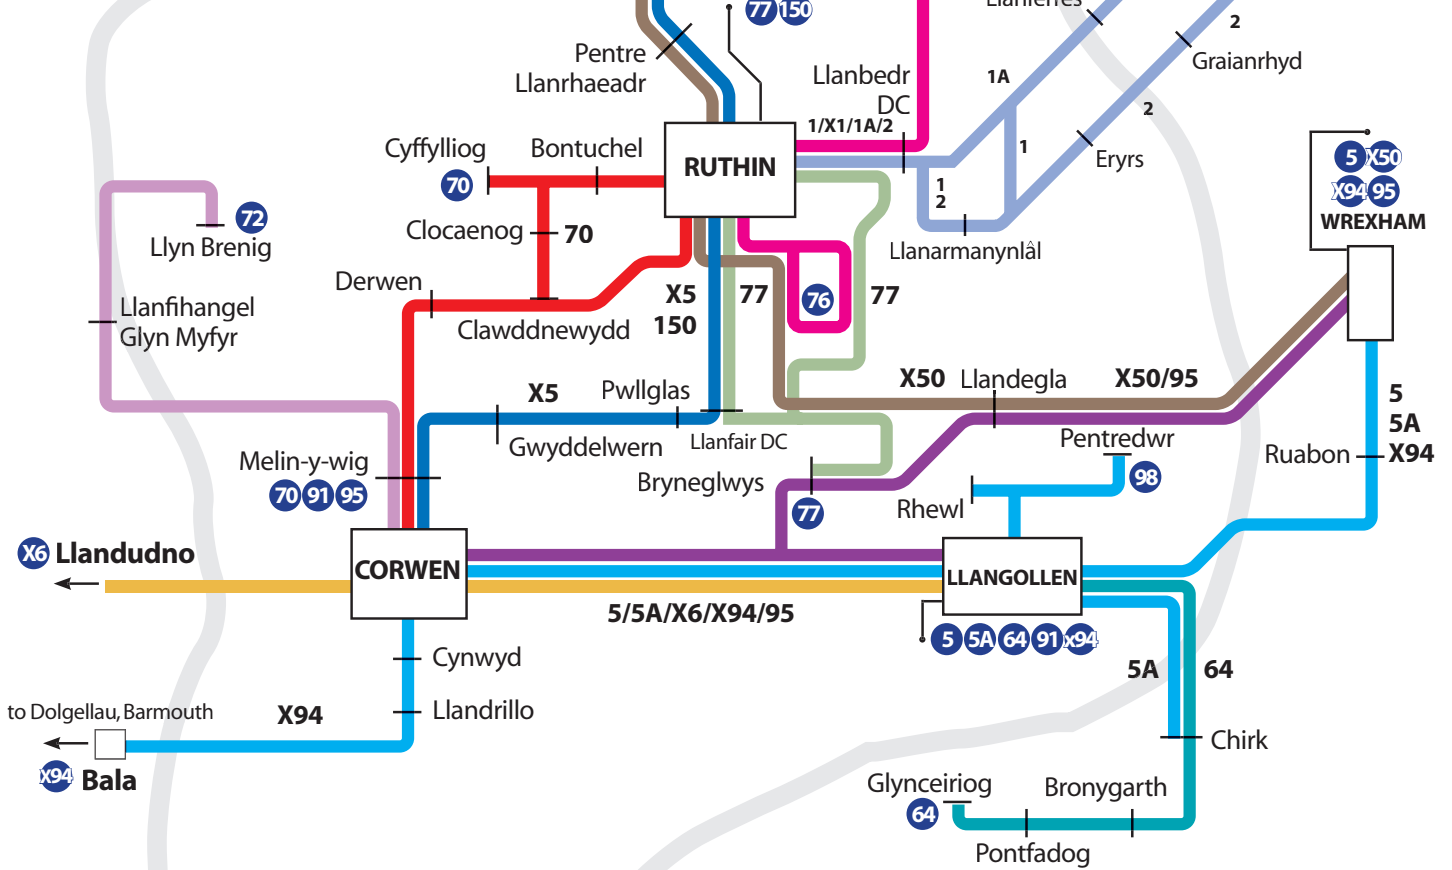 77 150
Llanferres
2
Pentre
Llanrhaeadr
Graianrhyd
Llanbedr
DC
1A
2
1/X1/1A/2
Cyffylliog
70
Bontuchel
RUTHIN
1
Eryrs
5 X50
X94 95
WREXHAM
1
2
72
Llyn Brenig
Clocaenog
70
Llanarmanynlâl
Derwen
Llanfihangel
Glyn Myfyr
Clawddnewydd
X5
150
77
76
77
X5
Pwllglas
X50
Llandegla
X50/95
5
5A
X94
Gwyddelwern
Llanfair DC
Pentredwr
Ruabon
Melin-y-wig
70 91 95
Bryneglwys
77
98
Rhewl
X6 Llandudno
CORWEN
LLANGOLLEN
5/5A/X6/X94/95
5 5A 64 91 x94
Cynwyd
5A
64
to Dolgellau, Barmouth
X94
Llandrillo
Chirk
x94 Bala
Glynceiriog
64
Bronygarth
Pontfadog